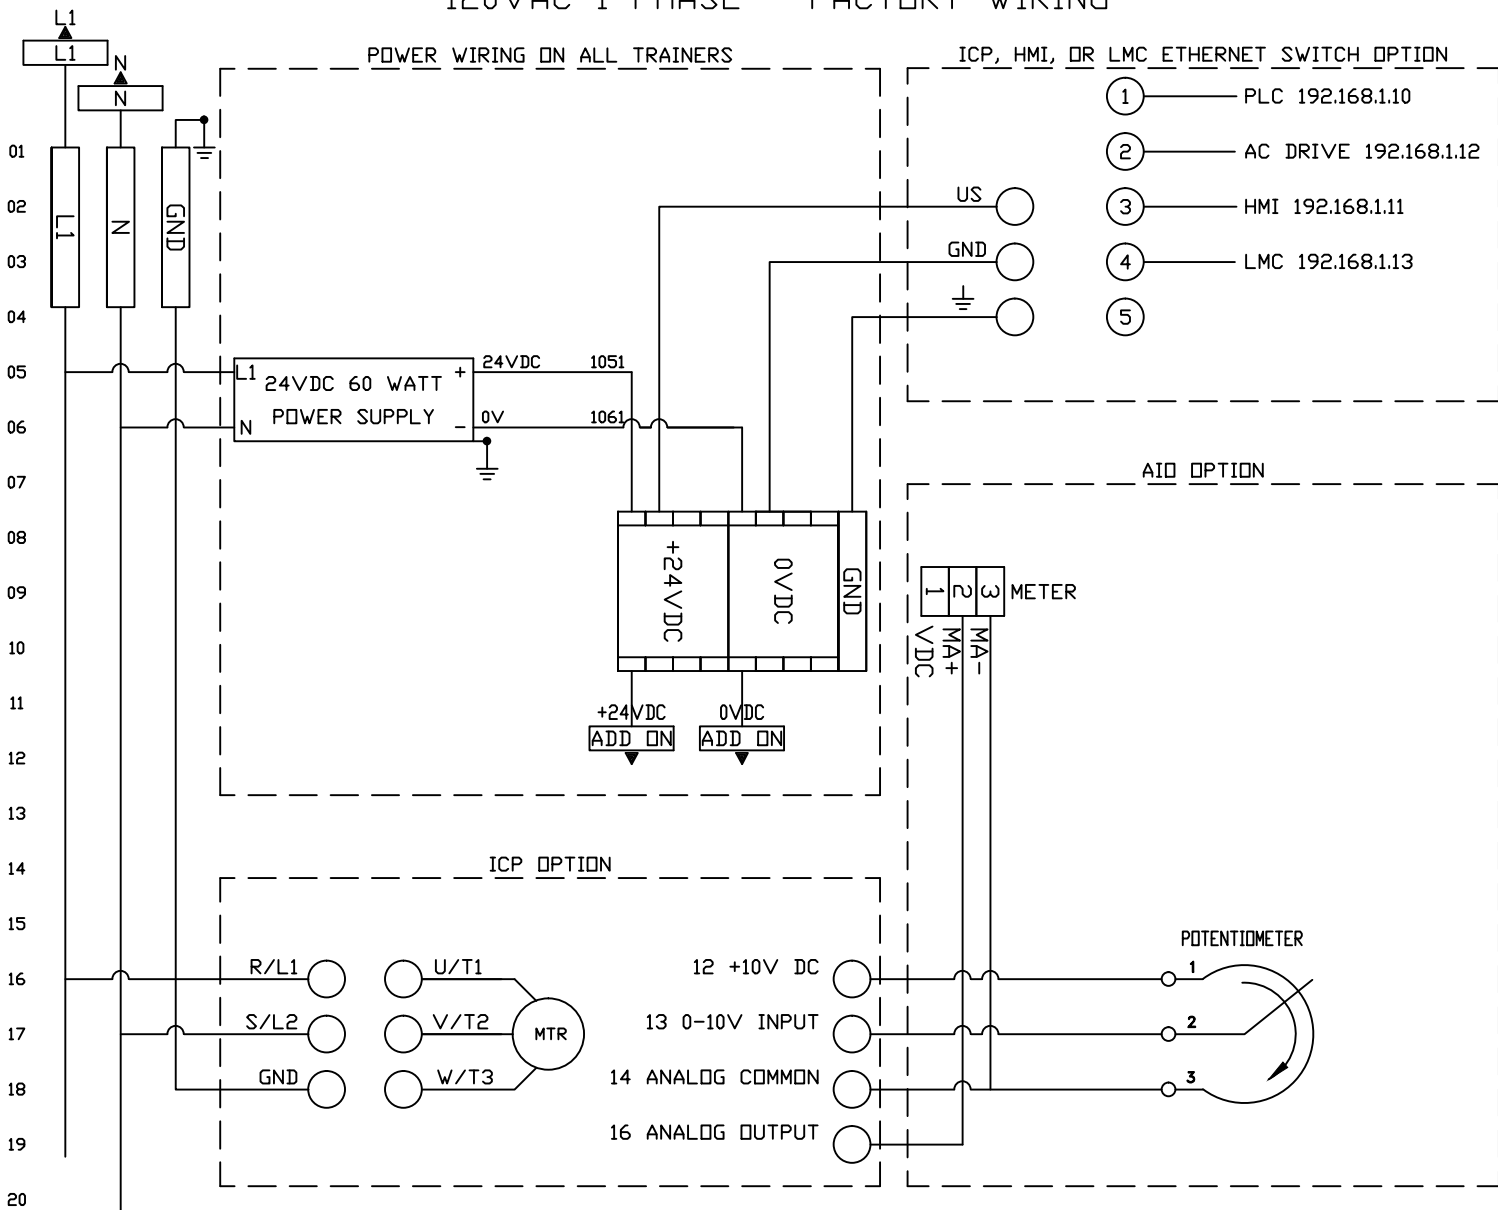 120VAC 1 PHASE FACTORY WIRING
L1
L1
N
N
POWER WIRING ON ALL TRAINERS
ICP, HMI, OR LMC ETHERNET SWITCH OPTION
1 PLC 192.168.1.10
01
2 AC DRIVE 192.168.1.12
02
L1
N
GND
US
3 HMI 192.168.1.11
03
GND
4 LMC 192.168.1.13
04
5
05
L1 24VDC 60 WATT +
24VDC 1051
POWER SUPPLY
06
N -
0V 1061
07
AIO OPTION
08
+24VDC
0VDC
GND
09
1 2 3 METER
10
VDC
MA+
MA-
11
+24VDC
0VDC
ADD ON
ADD ON
12
13
14
ICP OPTION
15
POTENTIOMETER
16
R/L1
U/T1
12 +10V DC
1
17
S/L2
V/T2
MTR
13 0-10V INPUT
2
18
GND
W/T3
14 ANALOG COMMON
3
19
16 ANALOG OUTPUT
20